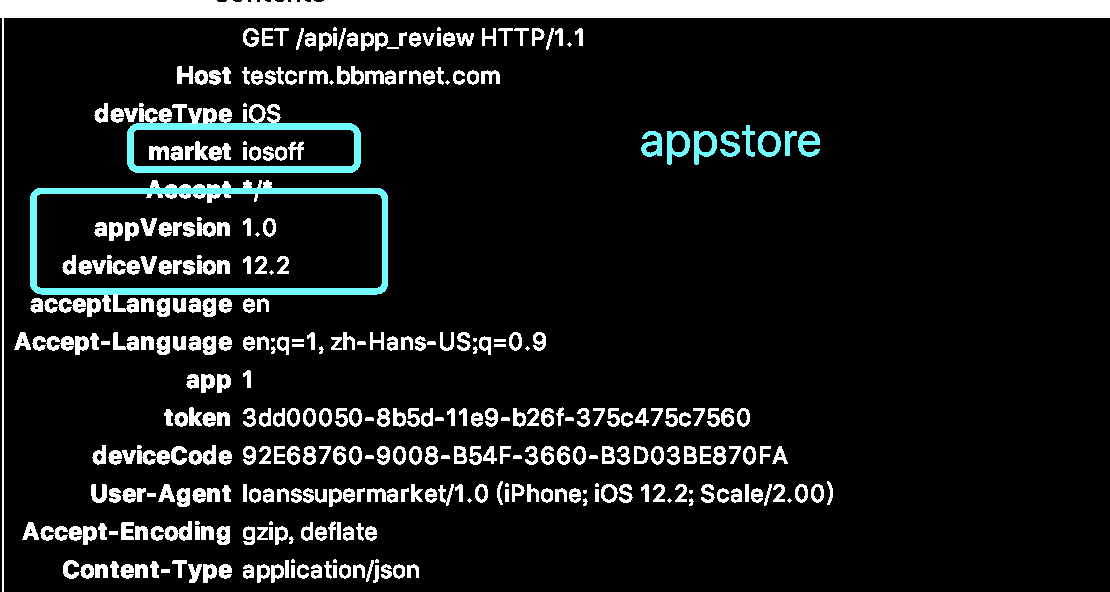 GET /api/app_review HTTP/1.1
Host testcrm.bbmarnet.com
deviceType iOS
market iosoff
appstore
Accept */*
appVersion 1.0
deviceVersion 12.2
acceptLanguage en
Accept-Language en;q=1, zh-Hans-US;q=0.9
app 1
token 3dd00050-8b5d-11e9-b26f-375c475c7560
deviceCode 92E68760-9008-B54F-3660-B3D03BE870FA
User-Agent loanssupermarket/1.0 (iPhone; iOS 12.2; Scale/2.00)
Accept-Encoding gzip, deflate
Content-Type application/json